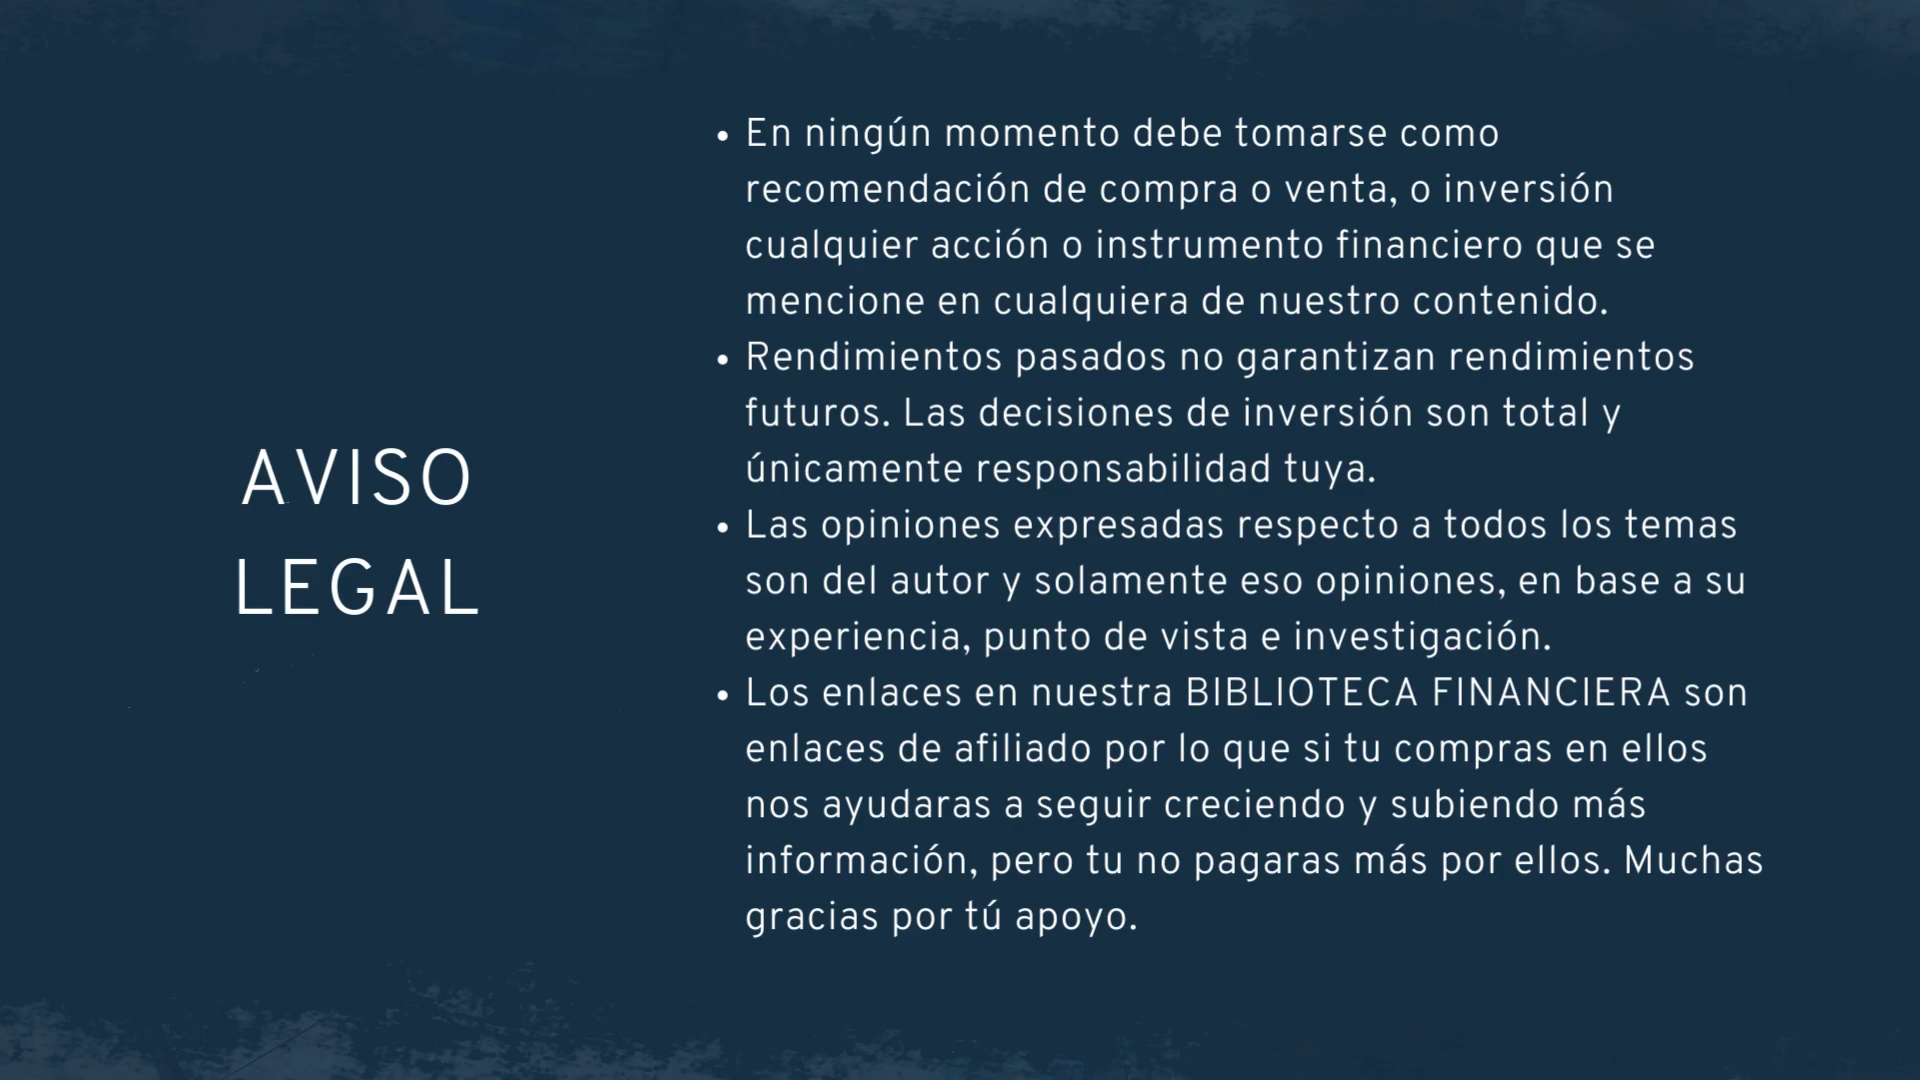 AVISO
LEGAL
• En ningún momento debe tomarse como
recomendación de compra o venta, o inversión
cualquier acción o instrumento financiero que se
mencione en cualquiera de nuestro contenido.
• Rendimientos pasados no garantizan rendimientos
futuros. Las decisiones de inversión son total y
únicamente responsabilidad tuya.
• Las opiniones expresadas respecto a todos los temas
son del autor y solamente eso opiniones, en base a su
experiencia, punto de vista e investigación.
• Los enlaces en nuestra BIBLIOTECA FINANCIERA son
enlaces de afiliado por lo que si tu compras en ellos
nos ayudaras a seguir creciendo y subiendo más
información, pero tu no pagaras más por ellos. Muchas
gracias por tú apoyo.